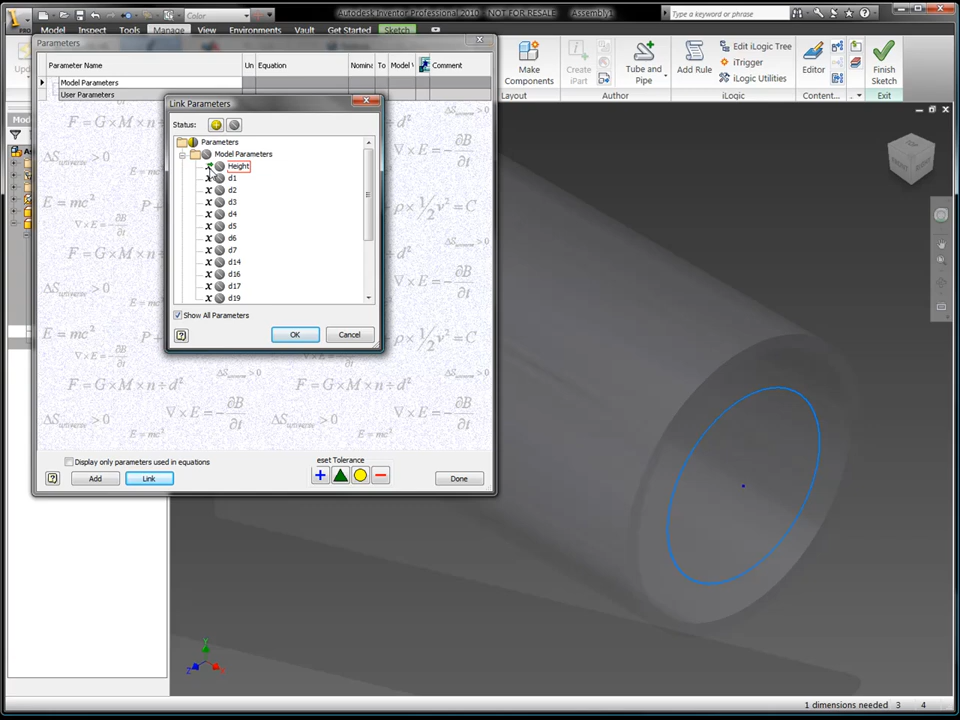 Color
Autodesk Inventor Professional 2010 - NOT FOR RESALE Assembly1
Type a keyword or phrase
Model Inspect Tools Manage View Environments Vault Get Started Sketch
Parameters
Parameter Name
Equation
Comment
Model Parameters
User Parameters
Link Parameters
Status:
Parameters
Model Parameters
Height
d1
d2
d3
d4
d5
d6
d7
d14
d16
d17
d19
Show All Parameters
OK Cancel
Display only parameters used in equations
eset Tolerance
Add Link Done
Make
Components
Layout
Create
iPart
Tube and
Pipe
Author
Add Rule
Edit iLogic Tree
iTrigger
iLogic Utilities
iLogic
Editor
Content...
Finish
Sketch
Exit
TOP
F = G × M × m ÷ d²
E = mc²
1 dimensions needed 3 4